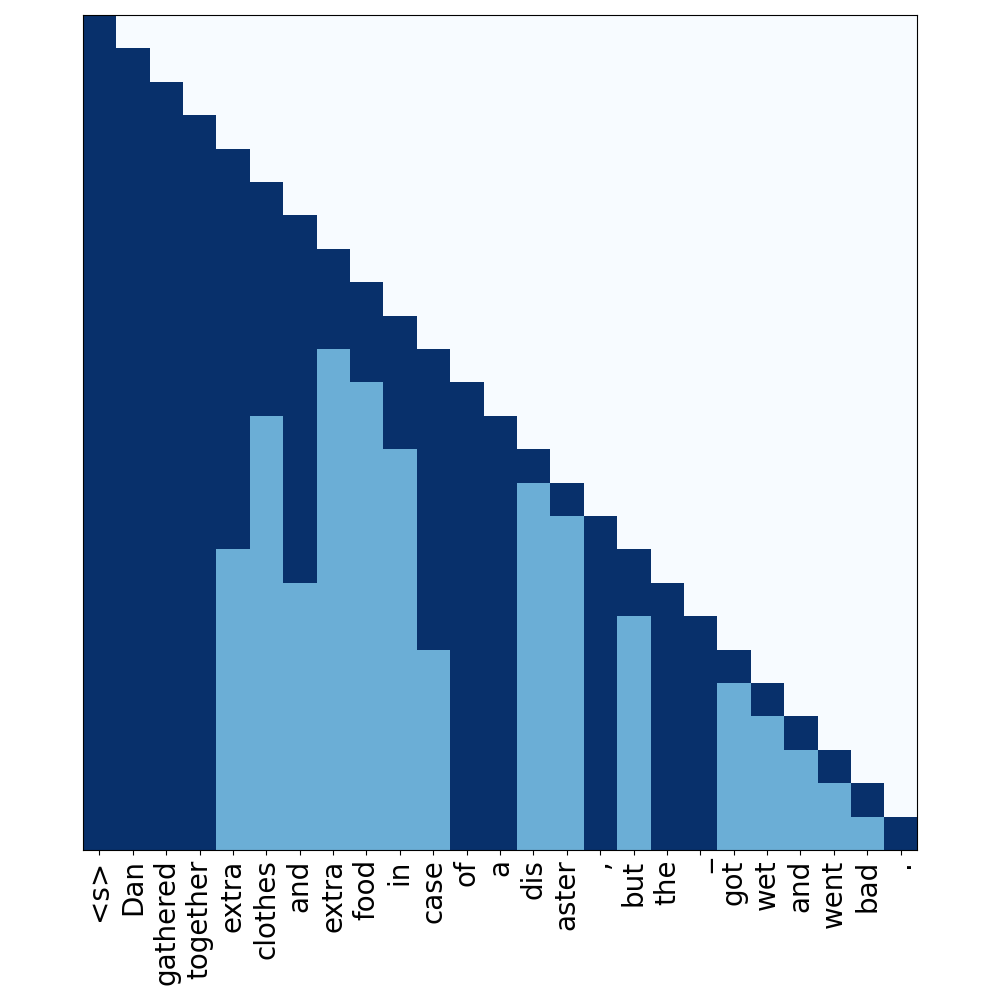 <s> Dan gathered together extra clothes and extra food in case of a dis aster , but the _ got wet and went bad .